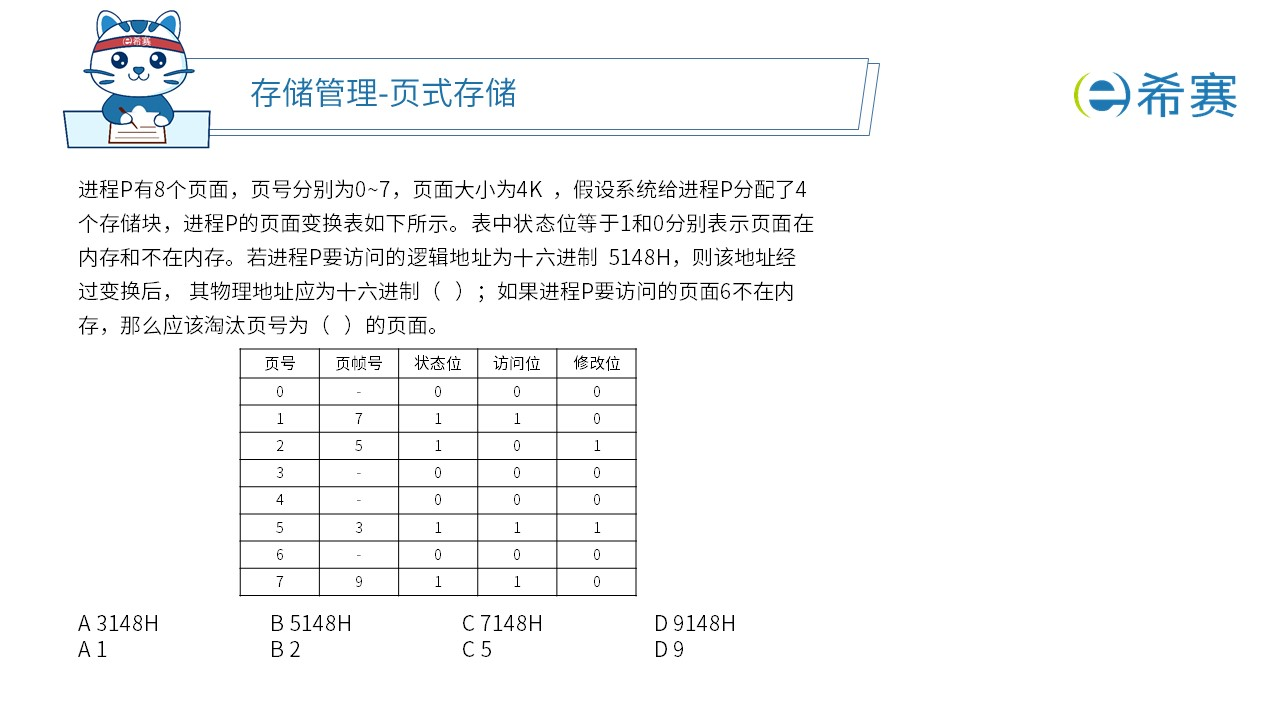 希赛
存储管理-页式存储
希赛
进程P有8个页面，页号分别为0~7，页面大小为4K ，假设系统给进程P分配了4
个存储块，进程P的页面变换表如下所示。表中状态位等于1和0分别表示页面在
内存和不在内存。若进程P要访问的逻辑地址为十六进制 5148H，则该地址经
过变换后， 其物理地址应为十六进制（ ）；如果进程P要访问的页面6不在内
存，那么应该淘汰页号为（ ）的页面。
页号 页帧号 状态位 访问位 修改位
0 - 0 0 0
1 7 1 1 0
2 5 1 0 1
3 - 0 0 0
4 - 0 0 0
5 3 1 1 1
6 - 0 0 0
7 9 1 1 0
A 3148H B 5148H C 7148H D 9148H
A 1 B 2 C 5 D 9